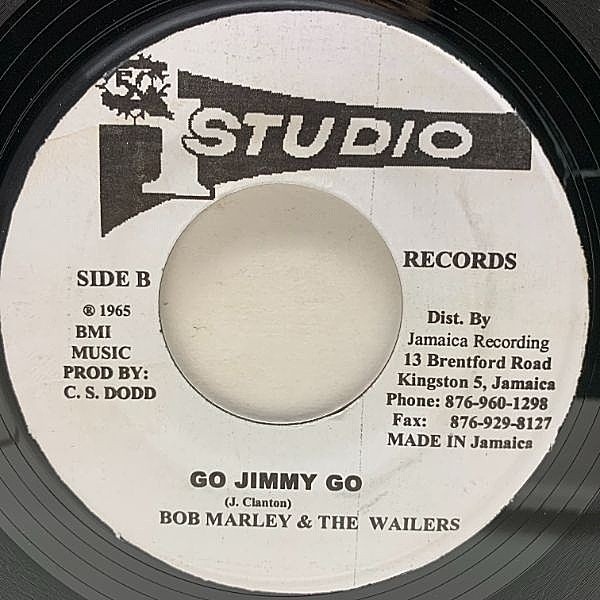 50
1 STUDIO
SIDE B
RECORDS
℗ 1965
BMI
MUSIC
PROD BY:
C. S. DODD
Dist. By
Jamaica Recording
13 Brentford Road
Kingston 5, Jamaica
Phone: 876-960-1298
Fax: 876-929-8127
MADE IN Jamaica
GO JIMMY GO
(J. Clanton)
BOB MARLEY & THE WAILERS